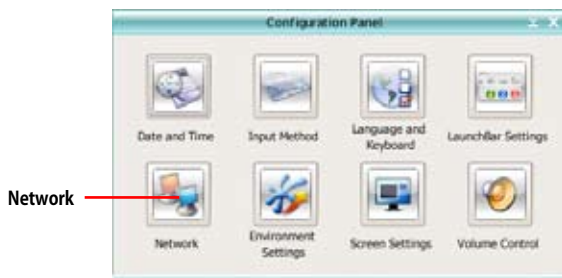 Configuration Panel
Date and Time
Input Method
Language and
Keyboard
LaunchBar Settings
Network
Network
Environment
Settings
Screen Settings
Volume Control